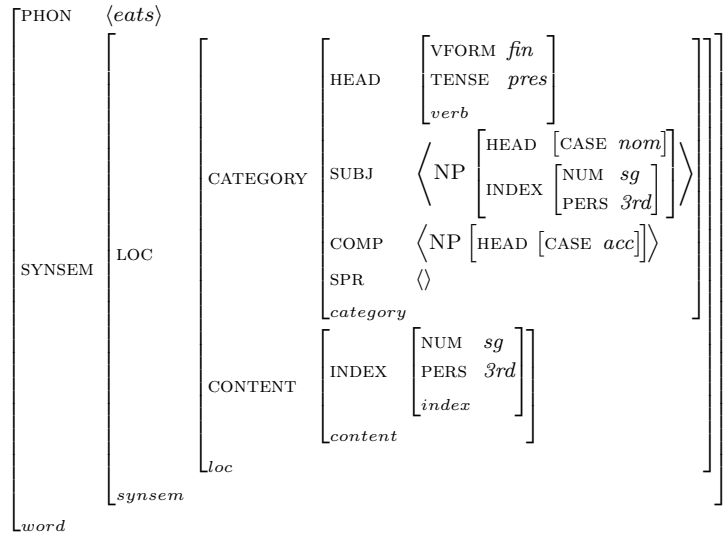 PHON ⟨eats⟩
VFORM fin
HEAD TENSE pres
verb
HEAD [CASE nom]
SUBJ ⟨NP INDEX [NUM sg
PERS 3rd]⟩
CATEGORY
COMP ⟨NP [HEAD [CASE acc]]⟩
SYNSEM LOC
SPR ⟨⟩
category
NUM sg
INDEX PERS 3rd
CONTENT
index
content
loc
synsem
word